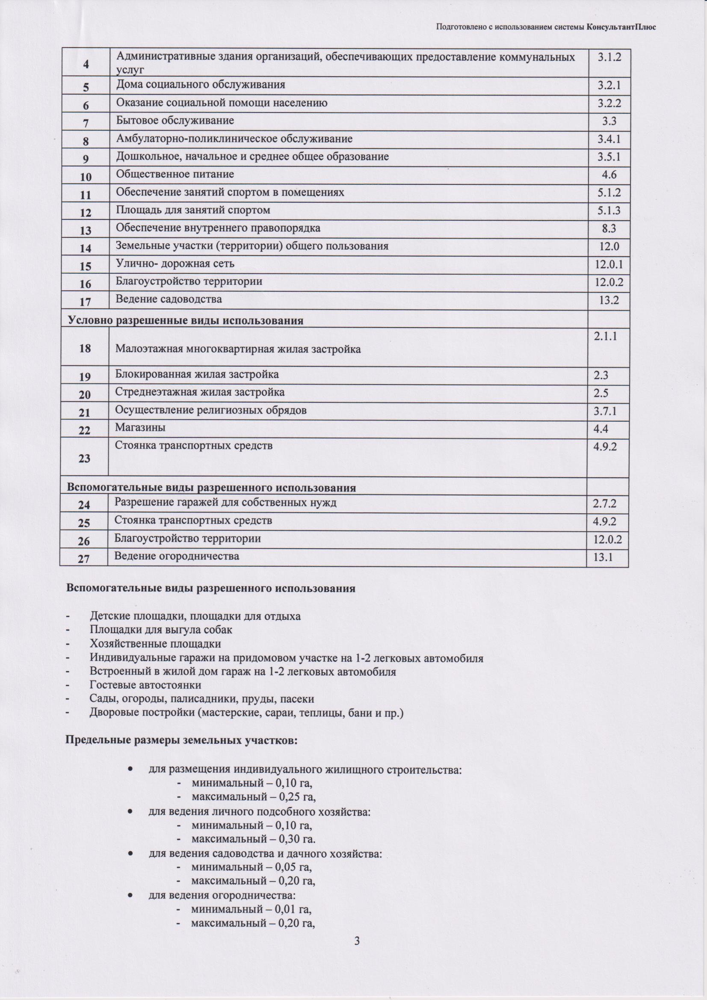 Подготовлено с использованием системы КонсультантПлюс
4 Административные здания организаций, обеспечивающих предоставление коммунальных 3.1.2
услуг
5 Дома социального обслуживания 3.2.1
6 Оказание социальной помощи населению 3.2.2
7 Бытовое обслуживание 3.3
8 Амбулаторно-поликлиническое обслуживание 3.4.1
9 Дошкольное, начальное и среднее общее образование 3.5.1
10 Общественное питание 4.6
11 Обеспечение занятий спортом в помещениях 5.1.2
12 Площадь для занятий спортом 5.1.3
13 Обеспечение внутреннего правопорядка 8.3
14 Земельные участки (территории) общего пользования 12.0
15 Улично- дорожная сеть 12.0.1
16 Благоустройство территории 12.0.2
17 Ведение садоводства 13.2
Условно разрешенные виды использования
18 Малоэтажная многоквартирная жилая застройка 2.1.1
19 Блокированная жилая застройка 2.3
20 Стреднеэтажная жилая застройка 2.5
21 Осуществление религиозных обрядов 3.7.1
22 Магазины 4.4
23 Стоянка транспортных средств 4.9.2
Вспомогательные виды разрешенного использования
24 Разрешение гаражей для собственных нужд 2.7.2
25 Стоянка транспортных средств 4.9.2
26 Благоустройство территории 12.0.2
27 Ведение огородничества 13.1
Вспомогательные виды разрешенного использования
- Детские площадки, площадки для отдыха
- Площадки для выгула собак
- Хозяйственные площадки
- Индивидуальные гаражи на придомовом участке на 1-2 легковых автомобиля
- Встроенный в жилой дом гараж на 1-2 легковых автомобиля
- Гостевые автостоянки
- Сады, огороды, палисадники, пруды, пасеки
- Дворовые постройки (мастерские, сараи, теплицы, бани и пр.)
Предельные размеры земельных участков:
• для размещения индивидуального жилищного строительства:
- минимальный – 0,10 га,
- максимальный – 0,25 га,
• для ведения личного подсобного хозяйства:
- минимальный – 0,10 га,
- максимальный – 0,30 га.
• для ведения садоводства и дачного хозяйства:
- минимальный – 0,05 га,
- максимальный – 0,20 га,
• для ведения огородничества:
- минимальный – 0,01 га,
- максимальный – 0,20 га,
3